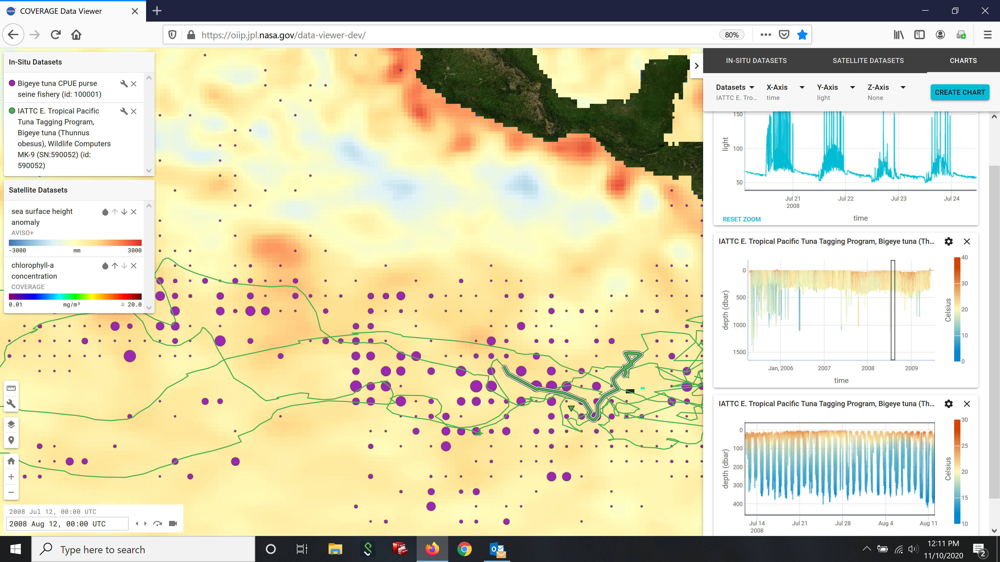 COVERAGE Data Viewer
https://oiip.jpl.nasa.gov/data-viewer-dev/
80%
In-Situ Datasets
Bigeye tuna CPUE purse
seine fishery (id: 100001)
IATTC E. Tropical Pacific
Tuna Tagging Program,
Bigeye tuna (Thunnus
obesus), Wildlife Computers
MK-9 (SN:590052) (id:
590052)
Satellite Datasets
sea surface height
anomaly
AVISO+
-3000 mm 3000
chlorophyll-a
concentration
COVERAGE
0.01 mg/m³ ≥ 20.0
2008 Jul 12, 00:00 UTC
2008 Aug 12, 00:00 UTC
IN-SITU DATASETS SATELLITE DATASETS CHARTS
Datasets X-Axis Y-Axis Z-Axis
IATTC E. Tro... time light None
CREATE CHART
150
100
50
light
Jul 21 Jul 22 Jul 23 Jul 24
2008
time
RESET ZOOM
IATTC E. Tropical Pacific Tuna Tagging Program, Bigeye tuna (Th...
0
500
1000
1500
depth (dbar)
Jan, 2006 2007 2008 2009
time
40
30
20
10
0
Celsius
IATTC E. Tropical Pacific Tuna Tagging Program, Bigeye tuna (Th...
0
100
200
300
400
depth (dbar)
Jul 14 Jul 21 Jul 28 Aug 4 Aug 11
2008
30
25
20
15
10
Celsius
Type here to search
12:11 PM
11/10/2020
2
NASA